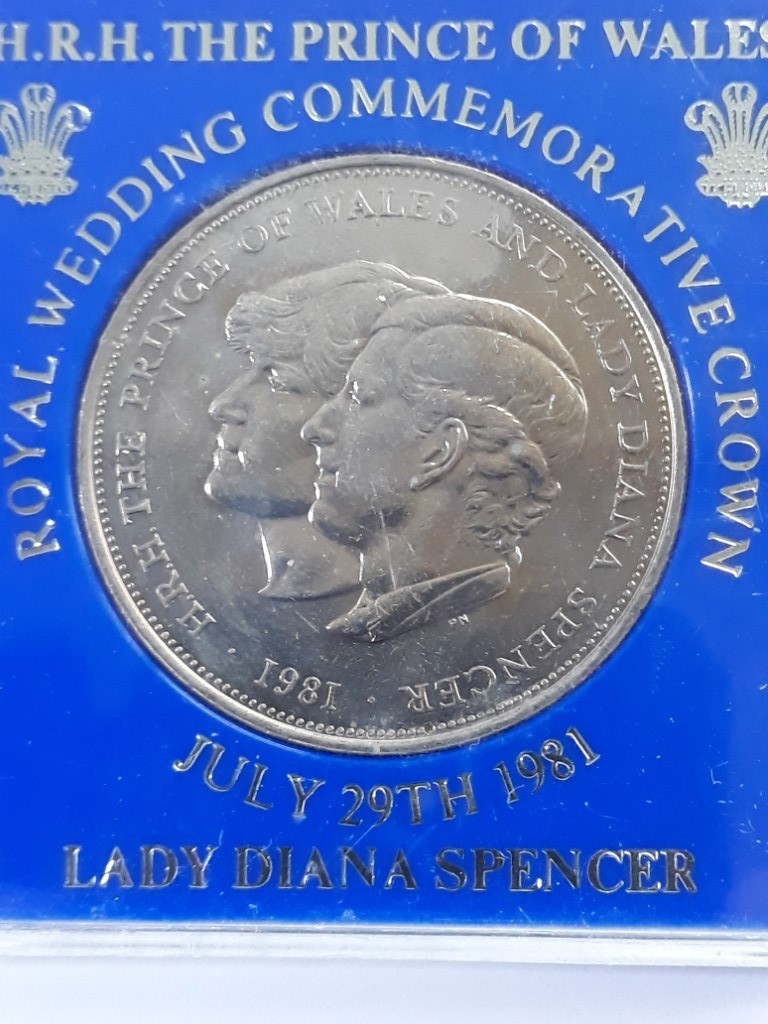 H.R.H. THE PRINCE OF WALES
ROYAL WEDDING COMMEMORATIVE CROWN
· H.R.H. THE PRINCE OF WALES AND LADY DIANA SPENCER · 1981
PN
JULY 29TH 1981
LADY DIANA SPENCER